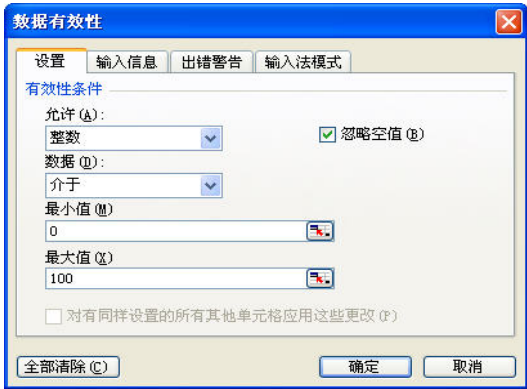 数据有效性
设置 输入信息 出错警告 输入法模式
有效性条件
允许(A):
整数
忽略空值(B)
数据(D):
介于
最小值(M)
0
最大值(X)
100
对有同样设置的所有其他单元格应用这些更改(P)
全部清除(C) 确定 取消